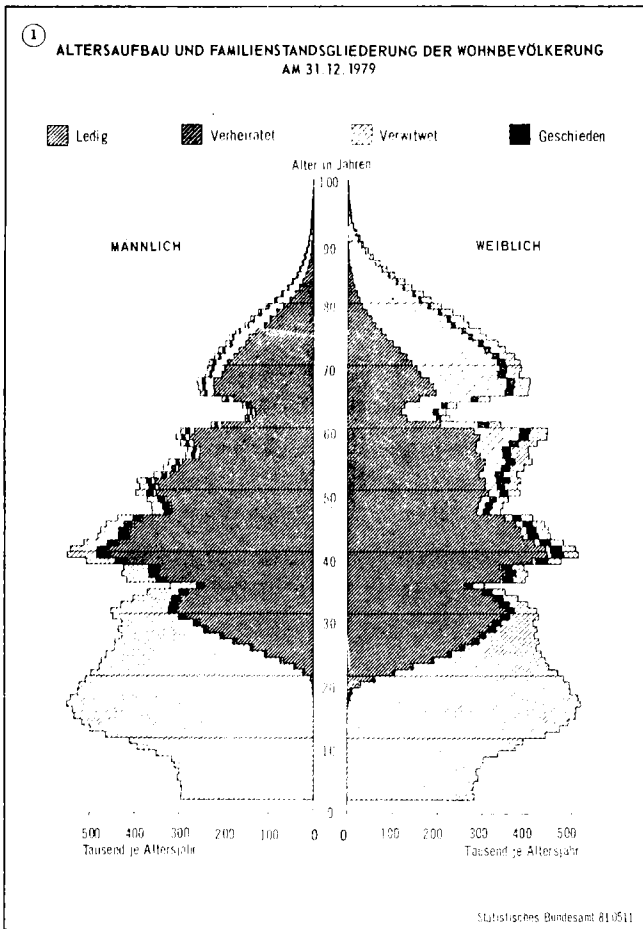 1
ALTERSAUFBAU UND FAMILIENSTANDSGLIEDERUNG DER WOHNBEVÖLKERUNG
AM 31.12.1979
Ledig
Verheiratet
Verwitwet
Geschieden
Alter in Jahren
100
MÄNNLICH
WEIBLICH
90
80
70
60
50
40
30
20
10
0
500 400 300 200 100 0
0 100 200 300 400 500
Tausend je Altersjahr
Tausend je Altersjahr
Statistisches Bundesamt 810511